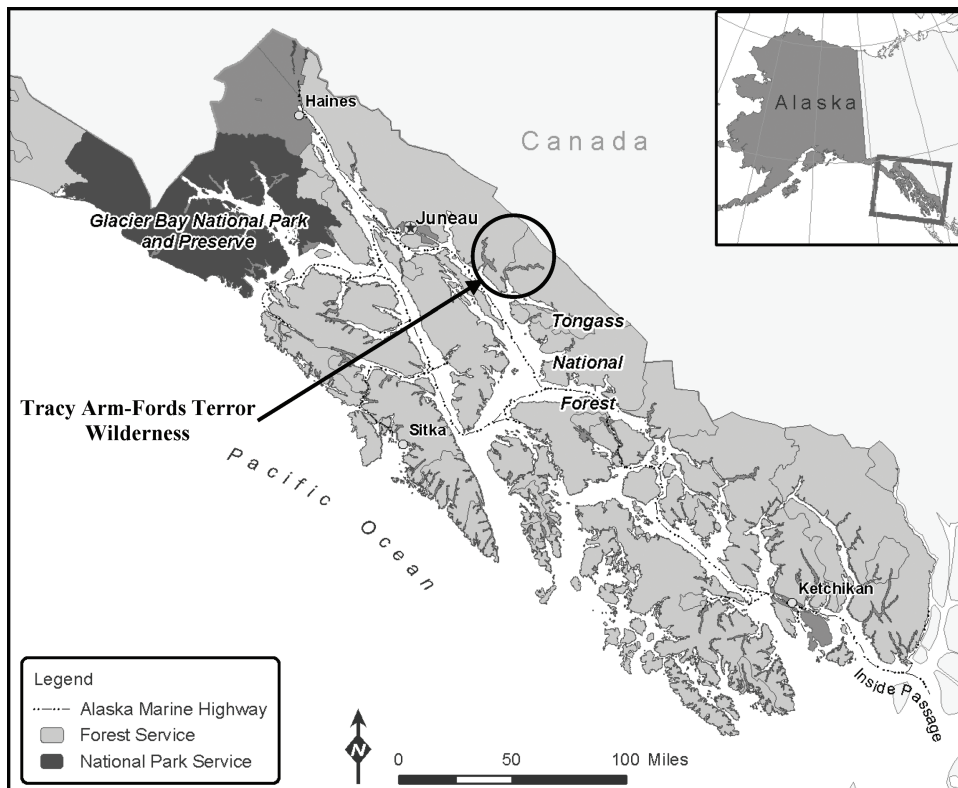 Alaska
Canada
Haines
Glacier Bay National Park
and Preserve
Juneau
Tongass
National
Forest
Tracy Arm-Fords Terror
Wilderness
Sitka
Pacific Ocean
Ketchikan
Inside Passage
Legend
Alaska Marine Highway
Forest Service
National Park Service
N
0 50 100 Miles